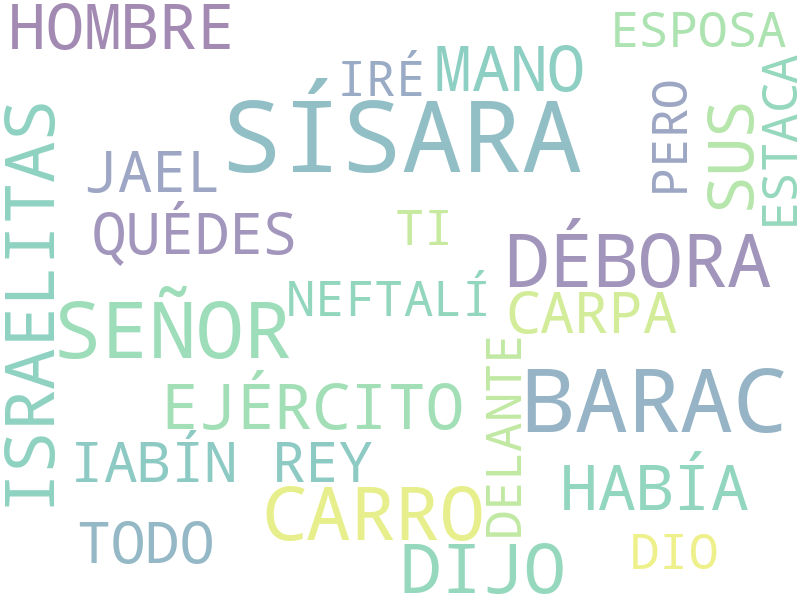 HOMBRE
ESPOSA
IRÉ
MANO
SÍSARA
PERO
SUS
ESTACA
ISRAELITAS
JAEL
QUÉDES
TI
DÉBORA
NEFTALÍ
CARPA
SEÑOR
DELANTE
BARAC
EJÉRCITO
IABÍN REY
HABÍA
CARRO
TODO
DIJO
DIO